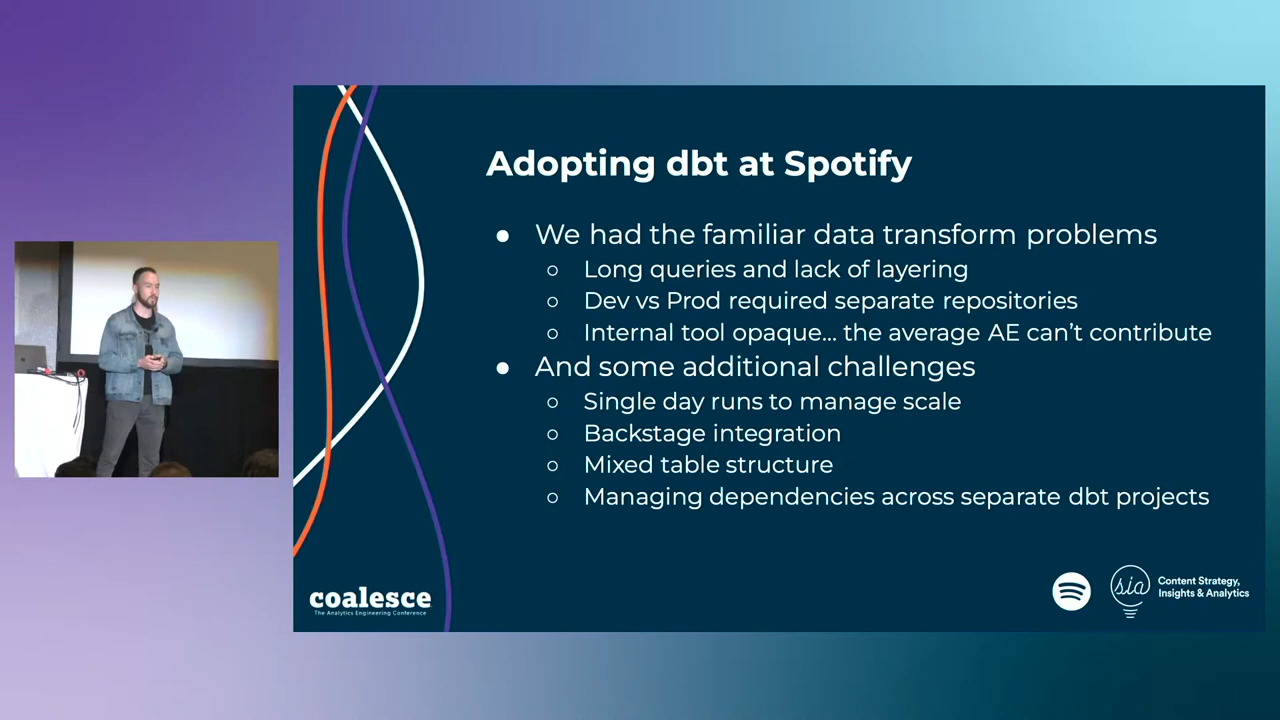 Adopting dbt at Spotify
● We had the familiar data transform problems
○ Long queries and lack of layering
○ Dev vs Prod required separate repositories
○ Internal tool opaque... the average AE can't contribute
● And some additional challenges
○ Single day runs to manage scale
○ Backstage integration
○ Mixed table structure
○ Managing dependencies across separate dbt projects
coalesce
The Analytics Engineering Conference
sia
Content Strategy,
Insights & Analytics